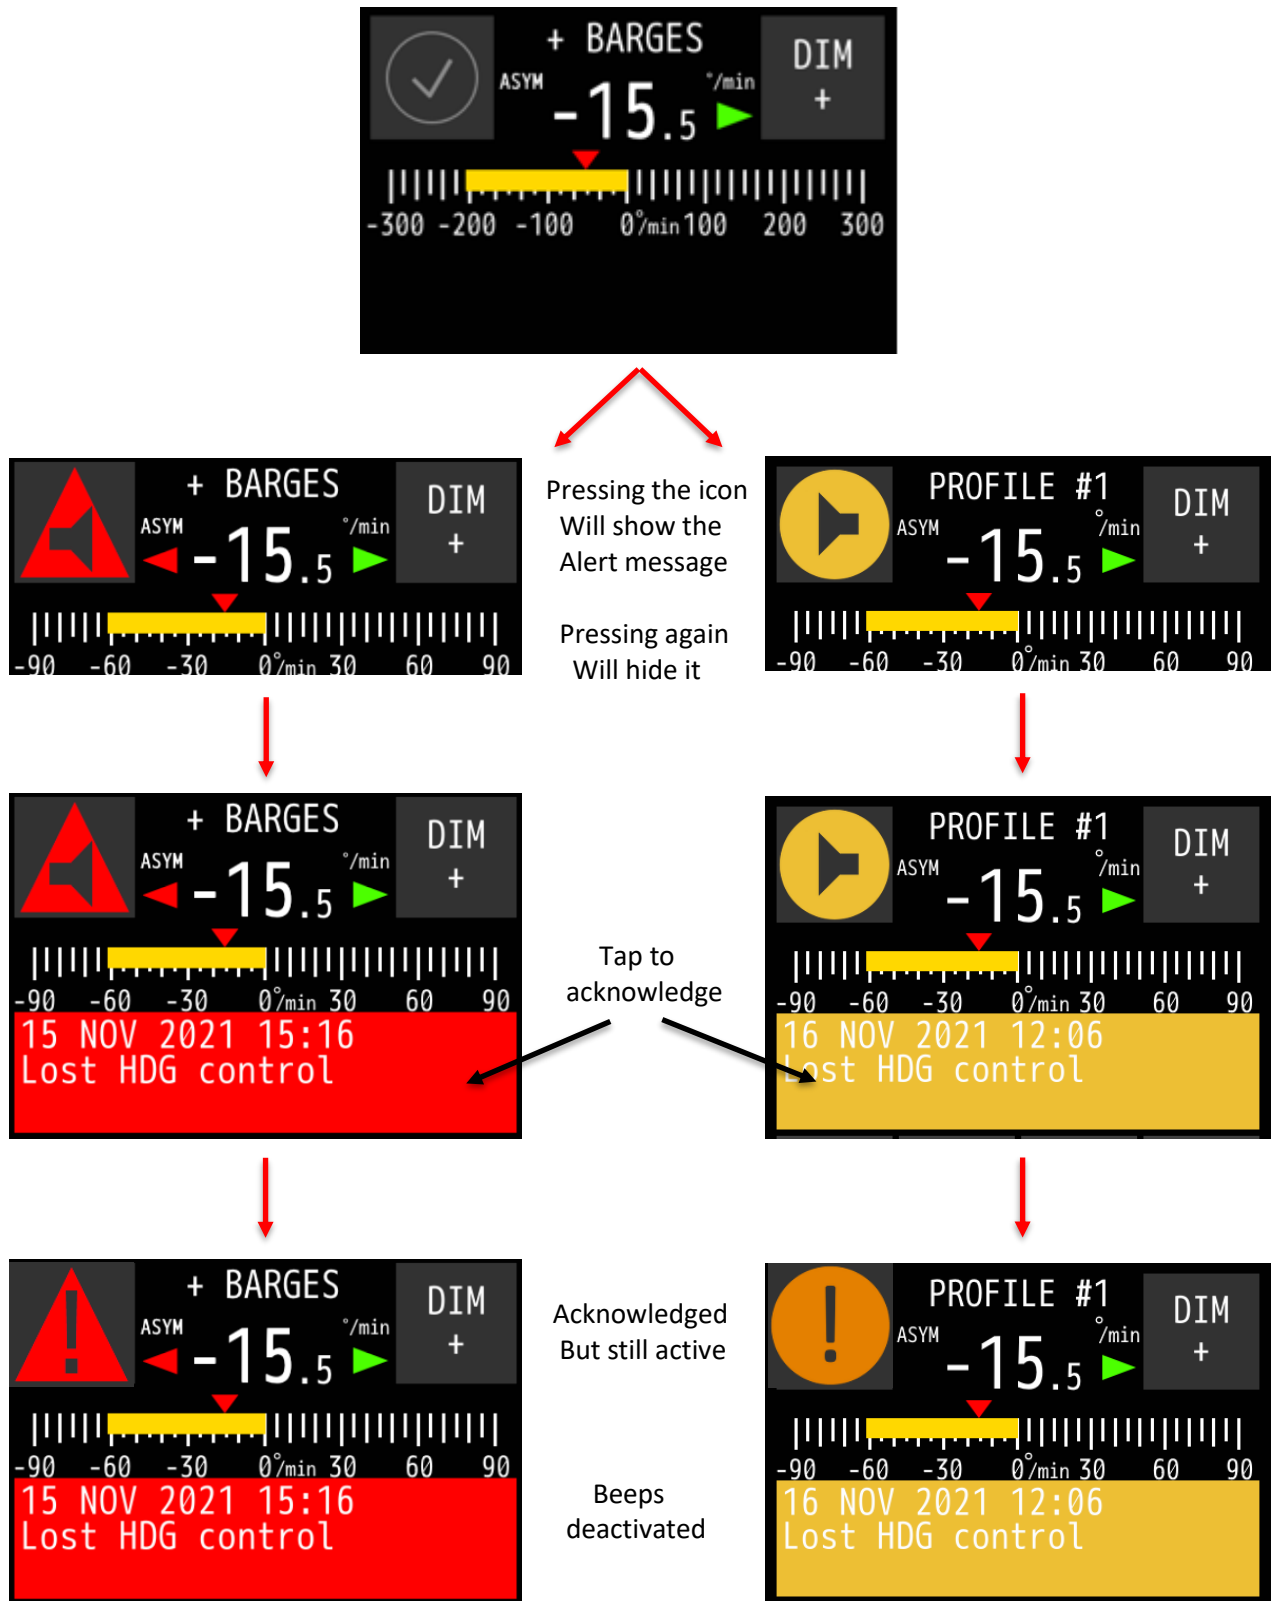 + BARGES
DIM
+
ASYM
-15.5
°/min
-300 -200 -100 0°/min 100 200 300
+ BARGES
DIM
+
ASYM
-15.5
°/min
-90 -60 -30 0°/min 30 60 90
Pressing the icon
Will show the
Alert message
Pressing again
Will hide it
PROFILE #1
DIM
+
ASYM
-15.5
°/min
-90 -60 -30 0°/min 30 60 90
+ BARGES
DIM
+
ASYM
-15.5
°/min
-90 -60 -30 0°/min 30 60 90
15 NOV 2021 15:16
Lost HDG control
Tap to
acknowledge
PROFILE #1
DIM
+
ASYM
-15.5
°/min
-90 -60 -30 0°/min 30 60 90
16 NOV 2021 12:06
Lost HDG control
+ BARGES
DIM
+
ASYM
-15.5
°/min
-90 -60 -30 0°/min 30 60 90
15 NOV 2021 15:16
Lost HDG control
Acknowledged
But still active
Beeps
deactivated
PROFILE #1
DIM
+
ASYM
-15.5
°/min
-90 -60 -30 0°/min 30 60 90
16 NOV 2021 12:06
Lost HDG control